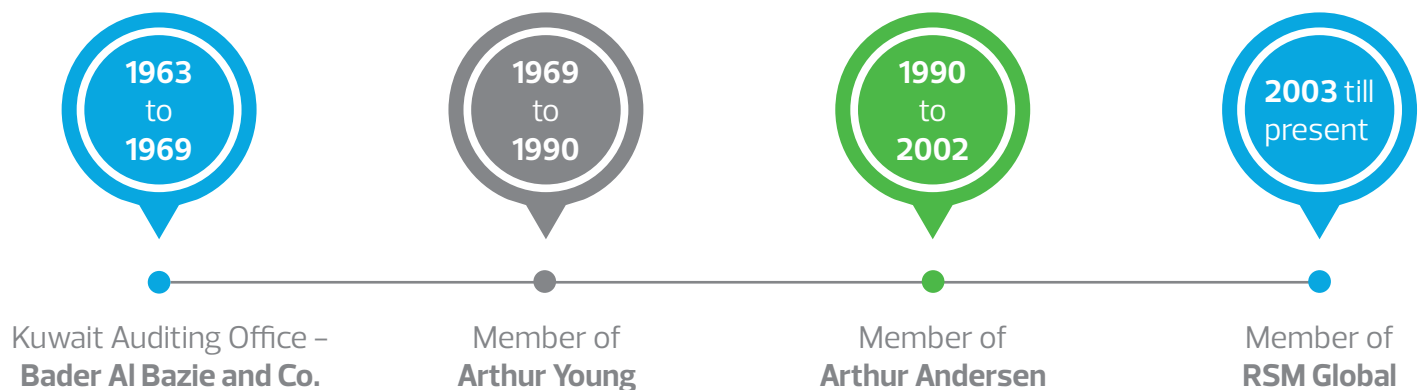 1963
to
1969
1969
to
1990
1990
to
2002
2003 till
present
Kuwait Auditing Office –
Bader Al Bazie and Co.
Member of
Arthur Young
Member of
Arthur Andersen
Member of
RSM Global